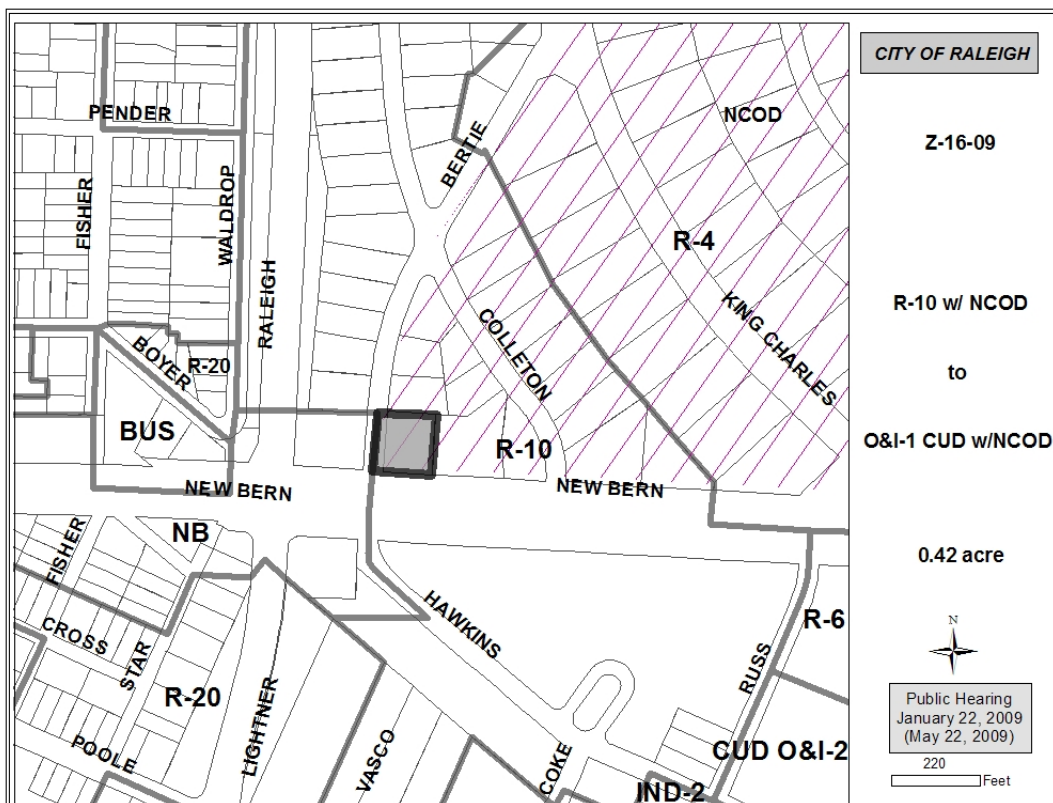 CITY OF RALEIGH
Z-16-09
R-10 w/ NCOD
to
O&I-1 CUD w/NCOD
0.42 acre
N
Public Hearing
January 22, 2009
(May 22, 2009)
220
Feet
PENDER
FISHER
WALDROP
RALEIGH
BERTIE
NCOD
R-4
KING CHARLES
COLLETON
BOYER
R-20
BUS
R-10
NEW BERN
NEW BERN
NB
FISHER
CROSS
STAR
HAWKINS
R-6
RUSS
R-20
LIGHTNER
POOLE
VASCO
COKE
CUD O&I-2
IND-2